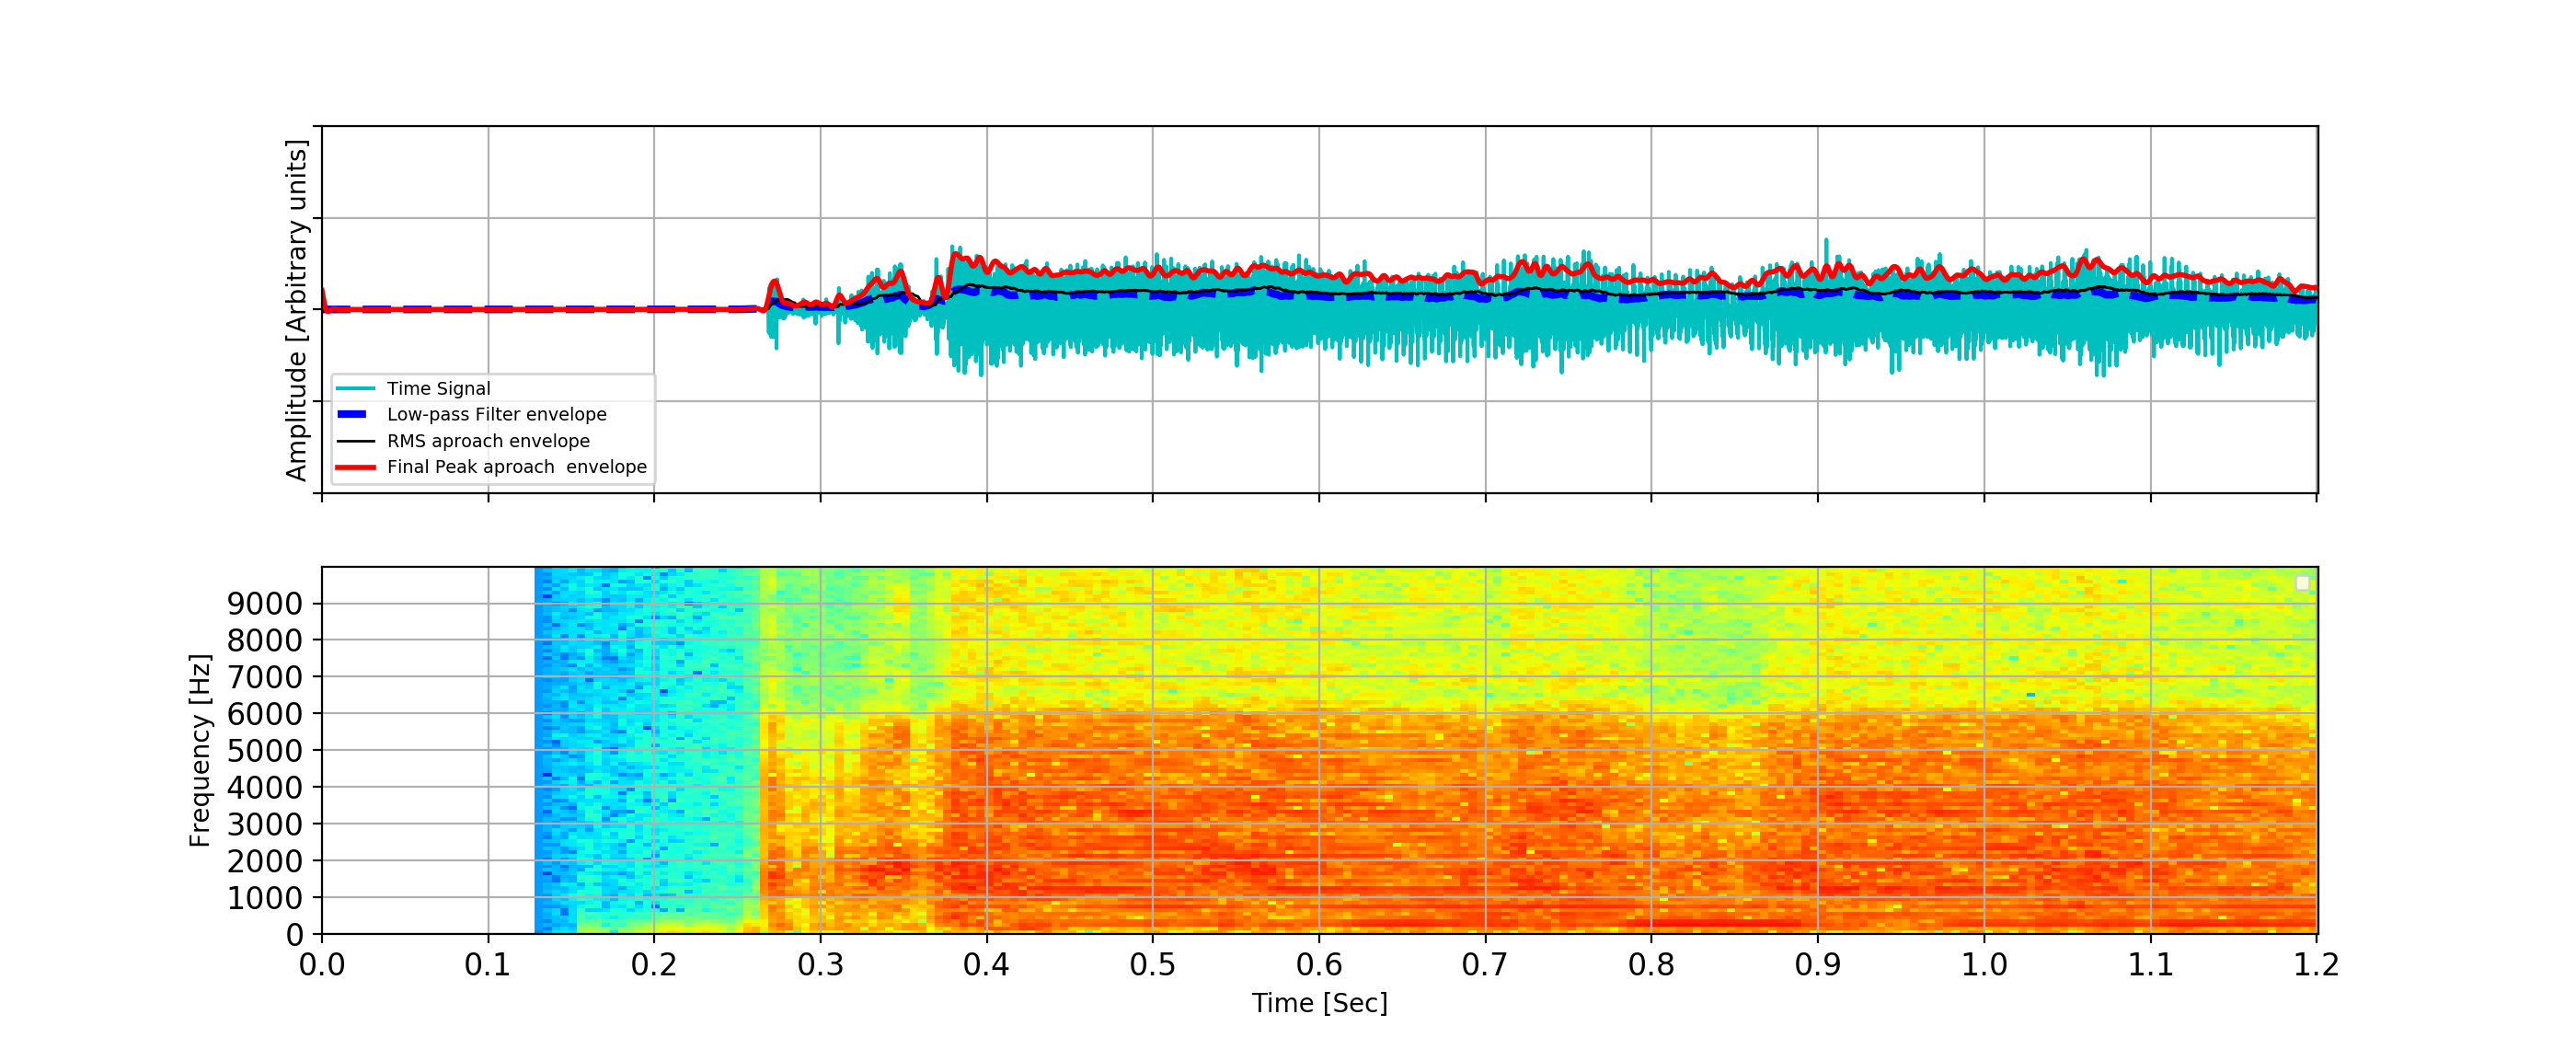 Amplitude [Arbitrary units]
Time Signal
Low-pass Filter envelope
RMS aproach envelope
Final Peak aproach  envelope
Frequency [Hz]
9000
8000
7000
6000
5000
4000
3000
2000
1000
0
0.0 0.1 0.2 0.3 0.4 0.5 0.6 0.7 0.8 0.9 1.0 1.1 1.2
Time [Sec]